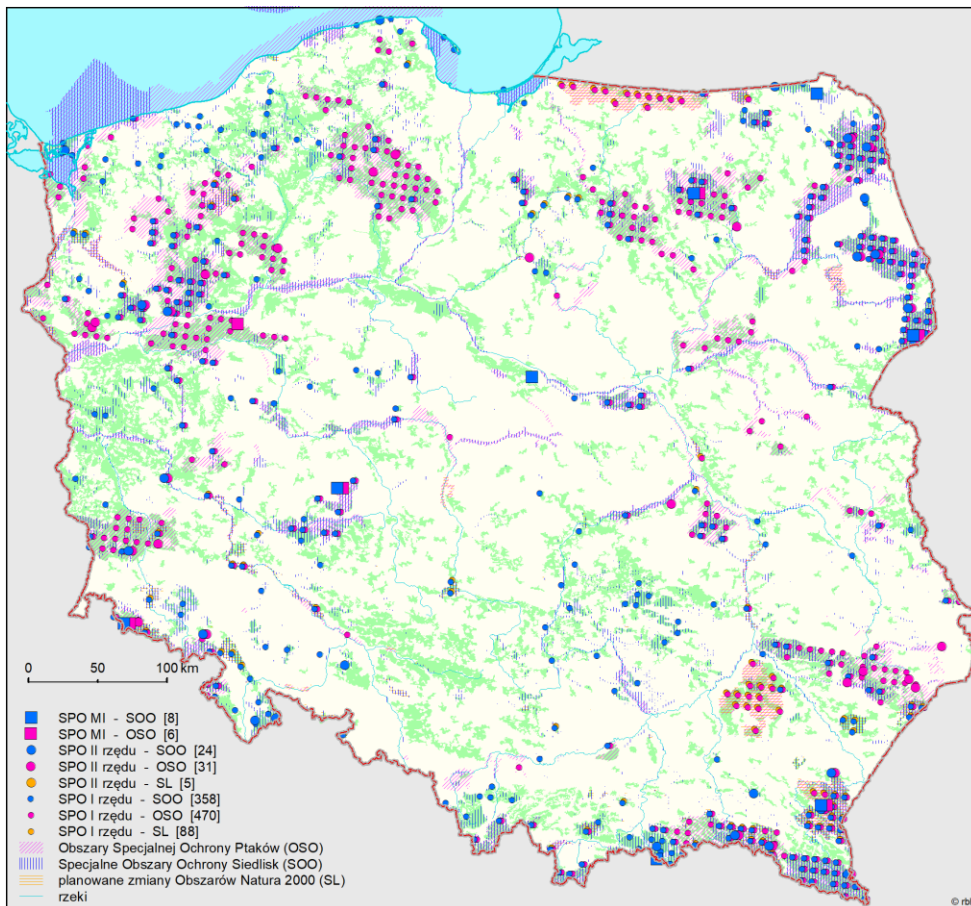 0 50 100 km
SPO MI - SOO [8]
SPO MI - OSO [6]
SPO II rzędu - SOO [24]
SPO II rzędu - OSO [31]
SPO II rzędu - SL [5]
SPO I rzędu - SOO [358]
SPO I rzędu - OSO [470]
SPO I rzędu - SL [88]
Obszary Specjalnej Ochrony Ptaków (OSO)
Specjalne Obszary Ochrony Siedlisk (SOO)
planowane zmiany Obszarów Natura 2000 (SL)
rzeki